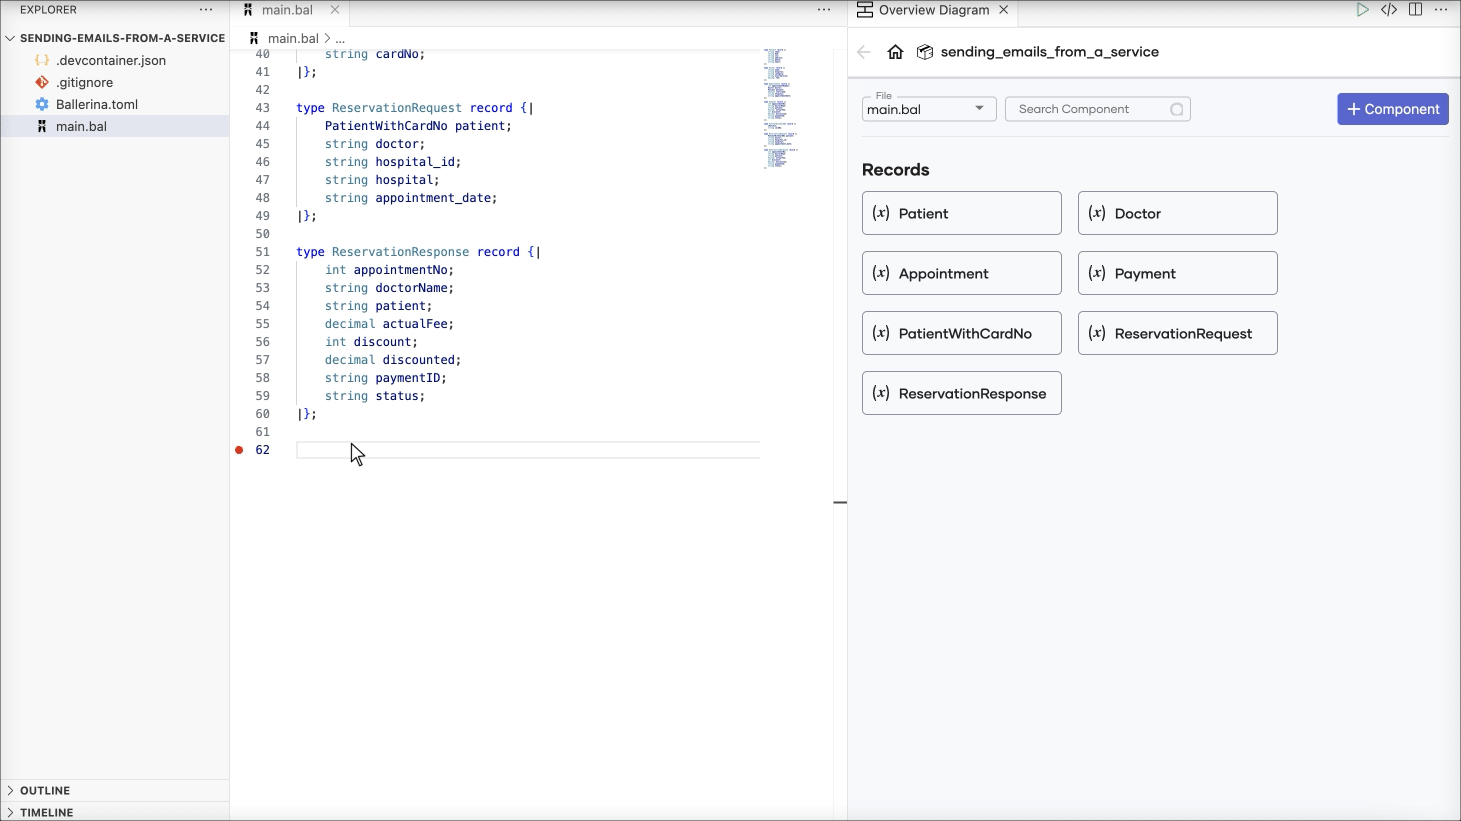 EXPLORER
SENDING-EMAILS-FROM-A-SERVICE
.devcontainer.json
.gitignore
Ballerina.toml
main.bal
OUTLINE
TIMELINE
main.bal
main.bal > ...
40 string cardNo;
41 |};
42
43 type ReservationRequest record {|
44 PatientWithCardNo patient;
45 string doctor;
46 string hospital_id;
47 string hospital;
48 string appointment_date;
49 |};
50
51 type ReservationResponse record {|
52 int appointmentNo;
53 string doctorName;
54 string patient;
55 decimal actualFee;
56 int discount;
57 decimal discounted;
58 string paymentID;
59 string status;
60 |};
61
62
Overview Diagram
sending_emails_from_a_service
File
main.bal
Search Component
+ Component
Records
(x) Patient
(x) Doctor
(x) Appointment
(x) Payment
(x) PatientWithCardNo
(x) ReservationRequest
(x) ReservationResponse